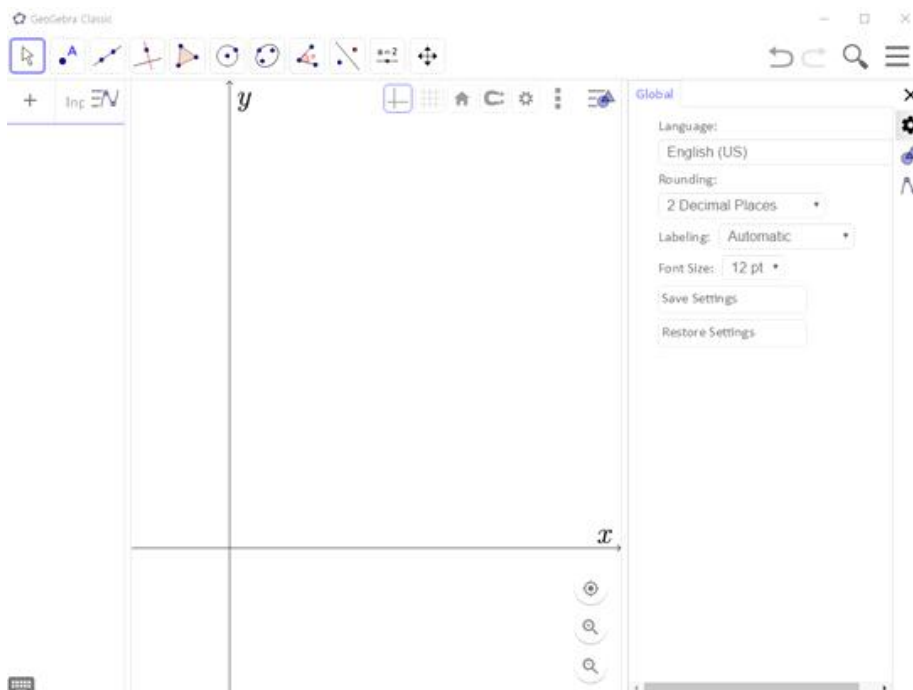 GeoGebra Classic
A
a=2
Inp
y
Global
Language:
English (US)
Rounding:
2 Decimal Places
Labeling: Automatic
Font Size: 12 pt
Save Settings
Restore Settings
x